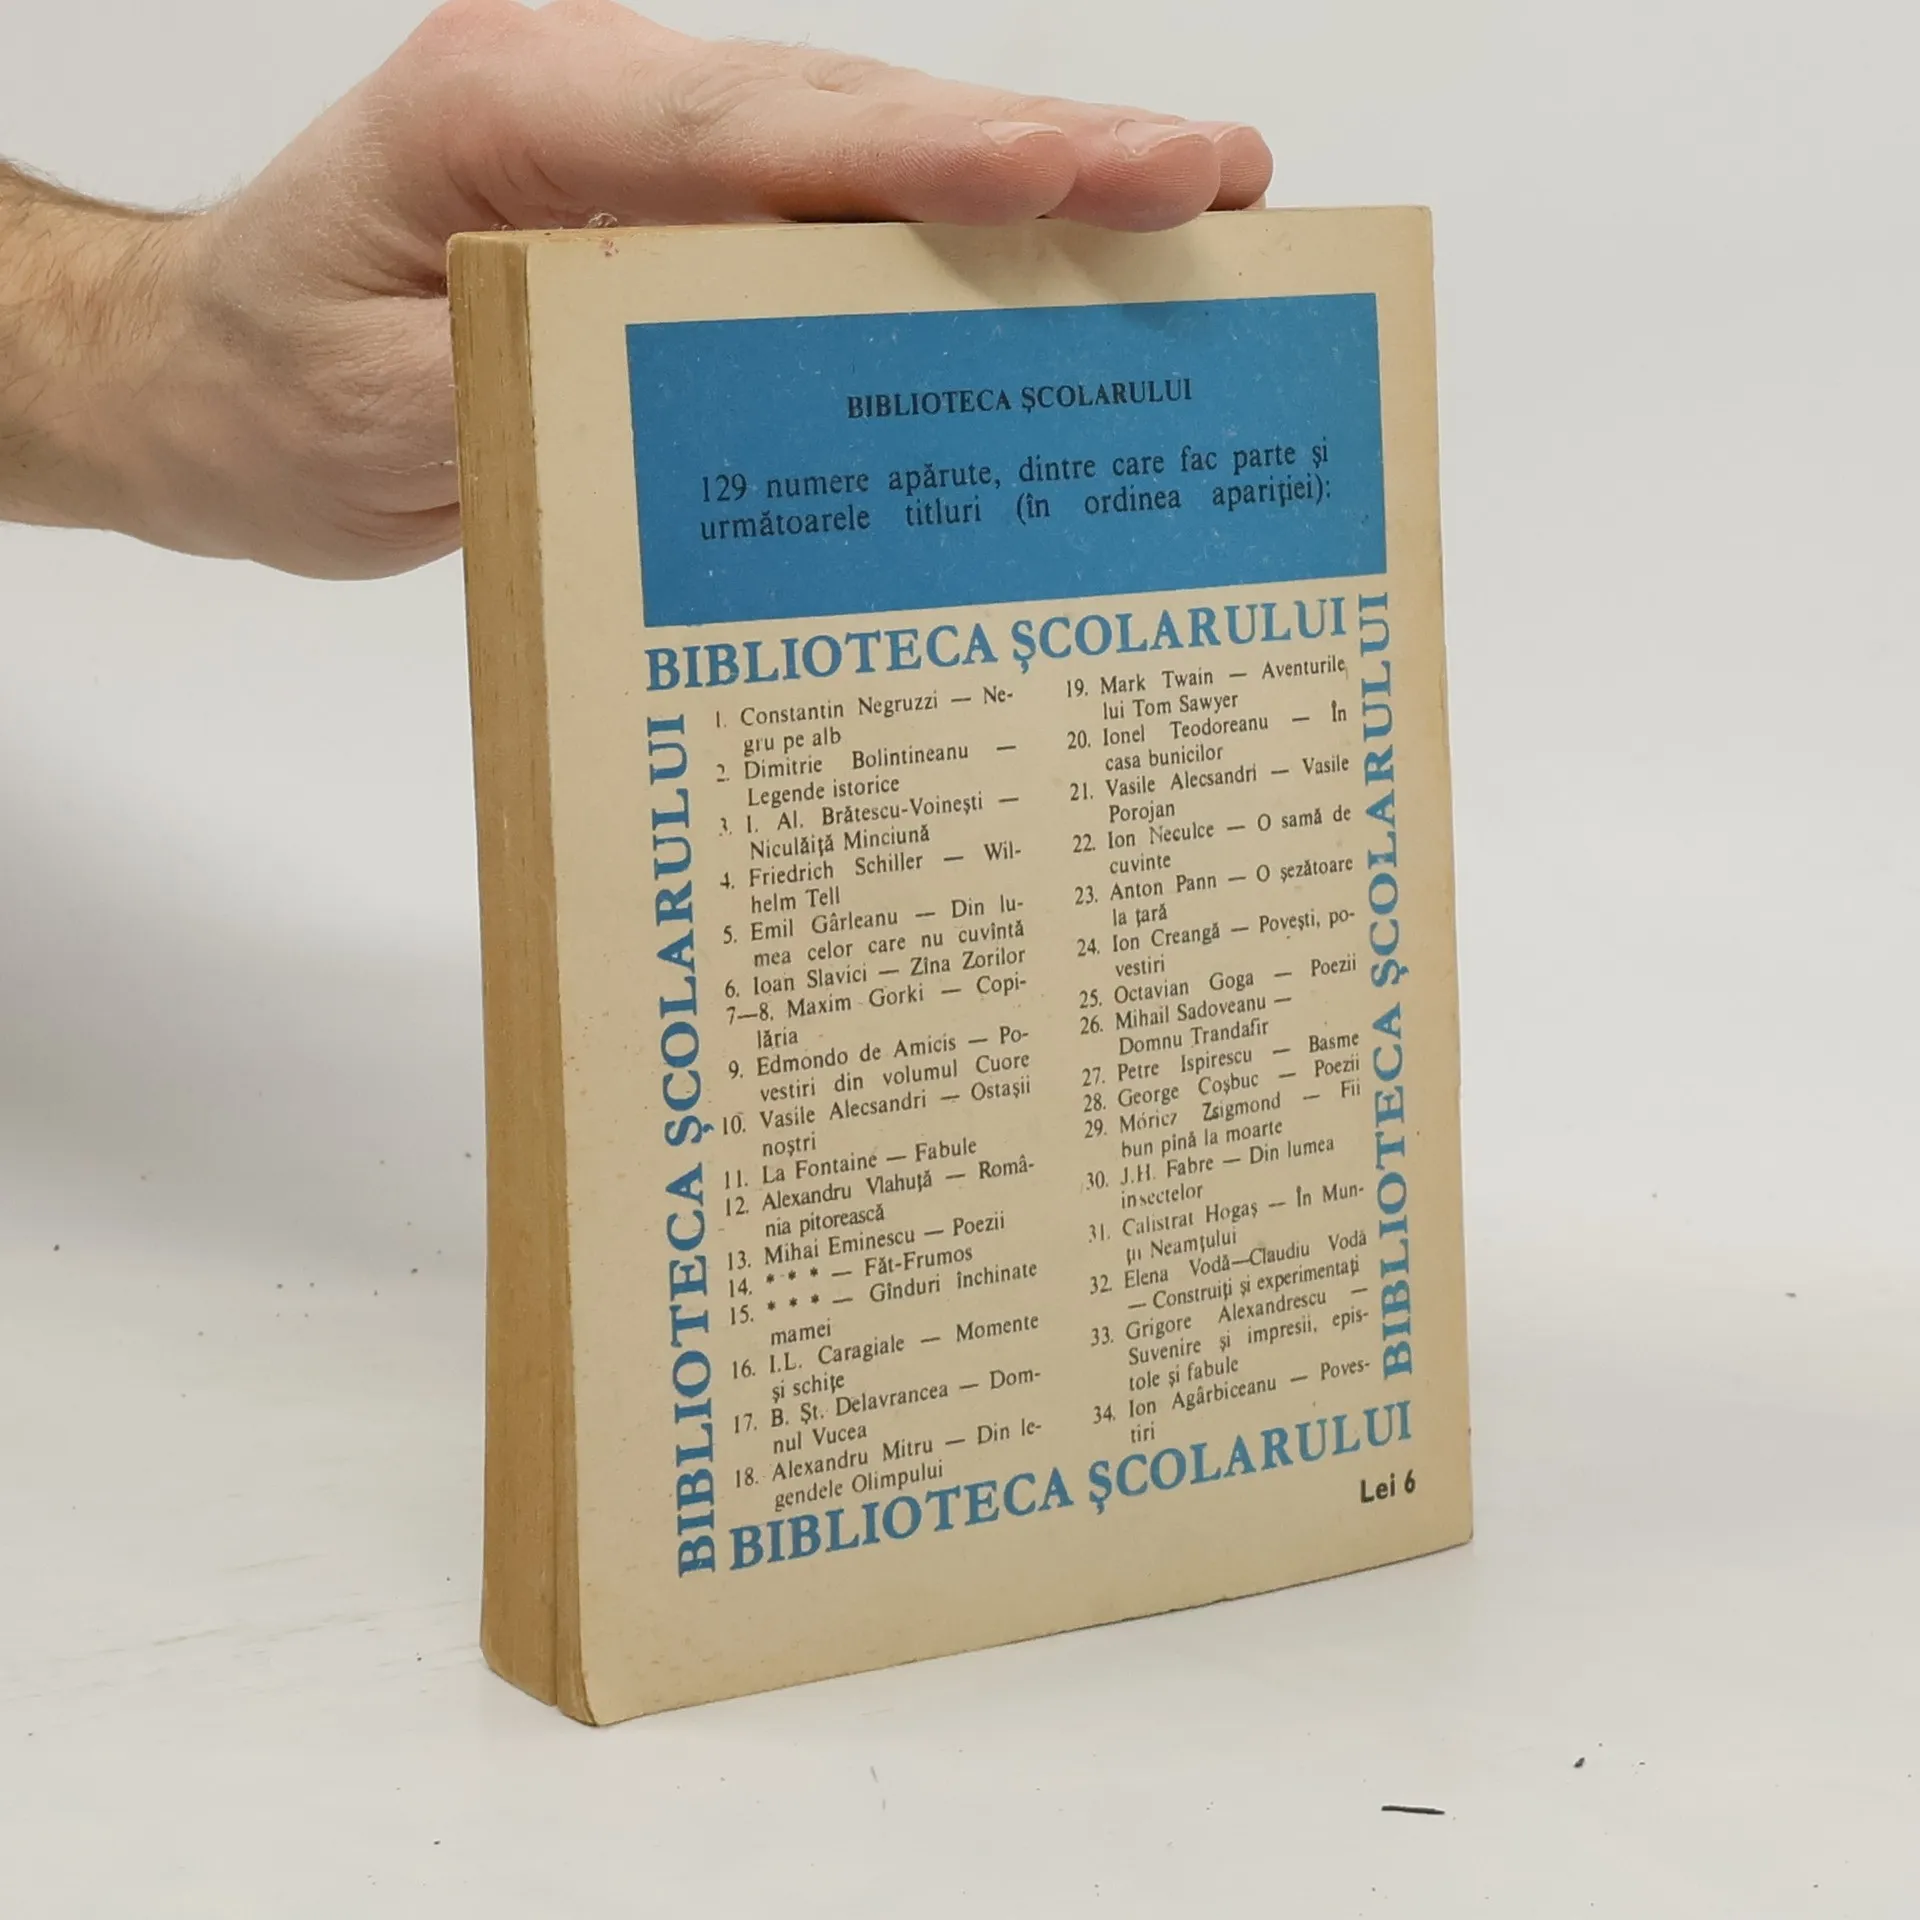 BIBLIOTECA ŞCOLARULUI
129 numere apărute, dintre care fac parte şi
următoarele titluri (în ordinea apariţiei):
BIBLIOTECA ŞCOLARULUI
BIBLIOTECA ŞCOLARULUI
1. Constantin Negruzzi — Ne-
gru pe alb
2. Dimitrie Bolintineanu —
Legende istorice
3. I. Al. Brătescu-Voineşti —
Niculăiţă Minciună
4. Friedrich Schiller — Wil-
helm Tell
5. Emil Gârleanu — Din lu-
mea celor care nu cuvîntă
6. Ioan Slavici — Zîna Zorilor
7—8. Maxim Gorki — Copi-
lăria
9. Edmondo de Amicis — Po-
vestiri din volumul Cuore
10. Vasile Alecsandri — Ostaşii
noştri
11. La Fontaine — Fabule
12. Alexandru Vlahuţă — Româ-
nia pitorească
13. Mihai Eminescu — Poezii
14. * * * — Făt-Frumos
15. * * * — Gînduri închinate
mamei
16. I.L. Caragiale — Momente
şi schiţe
17. B. Şt. Delavrancea — Dom-
nul Vucea
18. Alexandru Mitru — Din le-
gendele Olimpului
19. Mark Twain — Aventurile
lui Tom Sawyer
20. Ionel Teodoreanu — În
casa bunicilor
21. Vasile Alecsandri — Vasile
Porojan
22. Ion Neculce — O samă de
cuvinte
23. Anton Pann — O şezătoare
la ţară
24. Ion Creangă — Poveşti, po-
vestiri
25. Octavian Goga — Poezii
26. Mihail Sadoveanu —
Domnu Trandafir
27. Petre Ispirescu — Basme
28. George Coşbuc — Poezii
29. Móricz Zsigmond — Fii
bun pînă la moarte
30. J.H. Fabre — Din lumea
insectelor
31. Calistrat Hogaş — În Mun-
ţii Neamţului
32. Elena Vodă—Claudiu Vodă
— Construiţi şi experimentaţi
33. Grigore Alexandrescu —
Suvenire şi impresii, epis-
tole şi fabule
34. Ion Agârbiceanu — Poves-
tiri
BIBLIOTECA ŞCOLARULUI
BIBLIOTECA ŞCOLARULUI
Lei 6